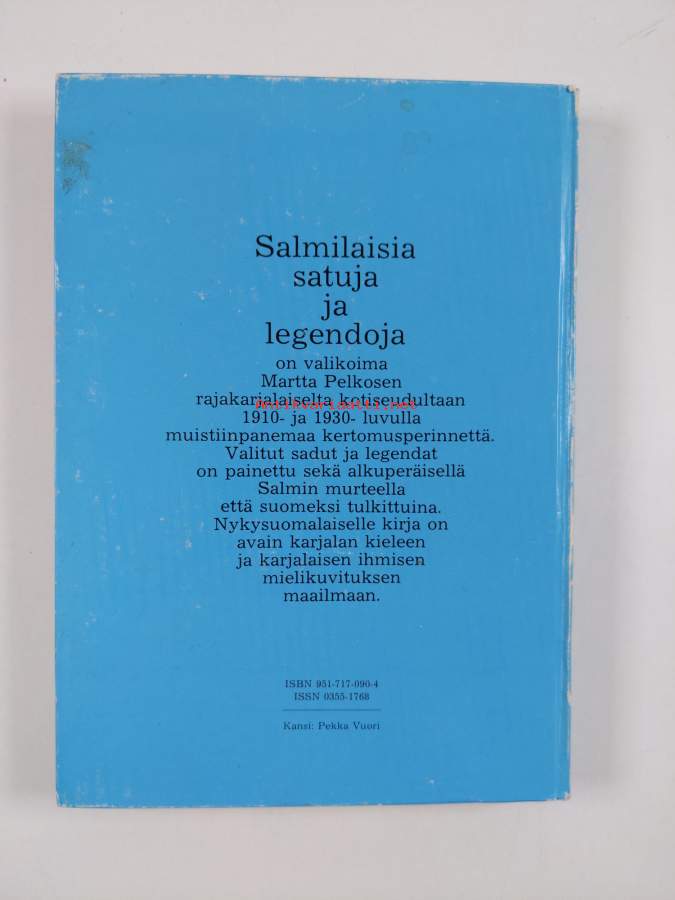 Salmilaisia
satuja
ja
legendoja
on valikoima
Martta Pelkosen
rajakarjalaiselta kotiseudultaan
Antikvariaatti.net
1910- ja 1930- luvulla
muistiinpanemaa kertomusperinnettä.
Valitut sadut ja legendat
on painettu sekä alkuperäisellä
Salmin murteella
että suomeksi tulkittuina.
Nykysuomalaiselle kirja on
avain karjalan kieleen
ja karjalaisen ihmisen
mielikuvituksen
maailmaan.
ISBN 951-717-090-4
ISSN 0355-1768
Kansi: Pekka Vuori